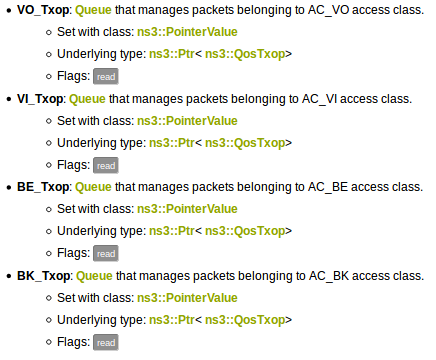 VO_Txop: Queue that manages packets belonging to AC_VO access class.
Set with class: ns3::PointerValue
Underlying type: ns3::Ptr< ns3::QosTxop>
Flags: read
VI_Txop: Queue that manages packets belonging to AC_VI access class.
Set with class: ns3::PointerValue
Underlying type: ns3::Ptr< ns3::QosTxop>
Flags: read
BE_Txop: Queue that manages packets belonging to AC_BE access class.
Set with class: ns3::PointerValue
Underlying type: ns3::Ptr< ns3::QosTxop>
Flags: read
BK_Txop: Queue that manages packets belonging to AC_BK access class.
Set with class: ns3::PointerValue
Underlying type: ns3::Ptr< ns3::QosTxop>
Flags: read